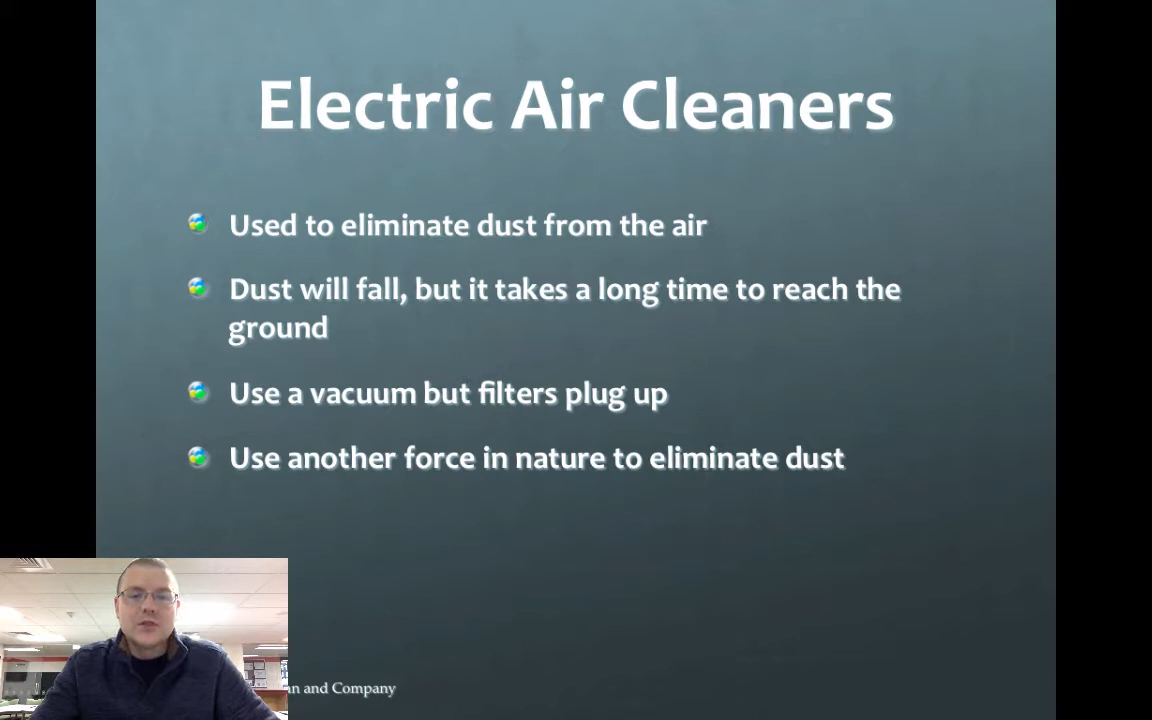 Electric Air Cleaners
Used to eliminate dust from the air
Dust will fall, but it takes a long time to reach the
ground
Use a vacuum but filters plug up
Use another force in nature to eliminate dust
and Company